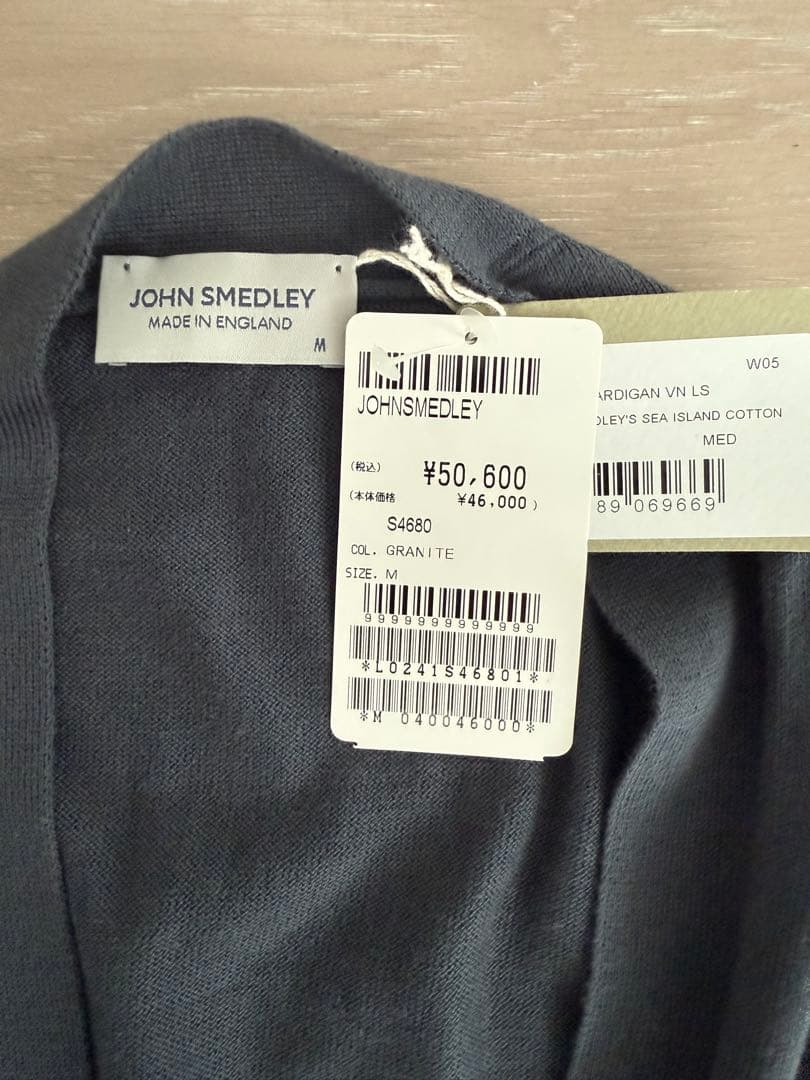 JOHN SMEDLEY
MADE IN ENGLAND
M
JOHNSMEDLEY
(税込) ¥50,600
(本体価格 ¥46,000)
S4680
COL. GRANITE
SIZE. M
9999999999999
*L0241S46801*
*M 040046000*
W05
ARDIGAN VN LS
DLEY'S SEA ISLAND COTTON
MED
89 069669